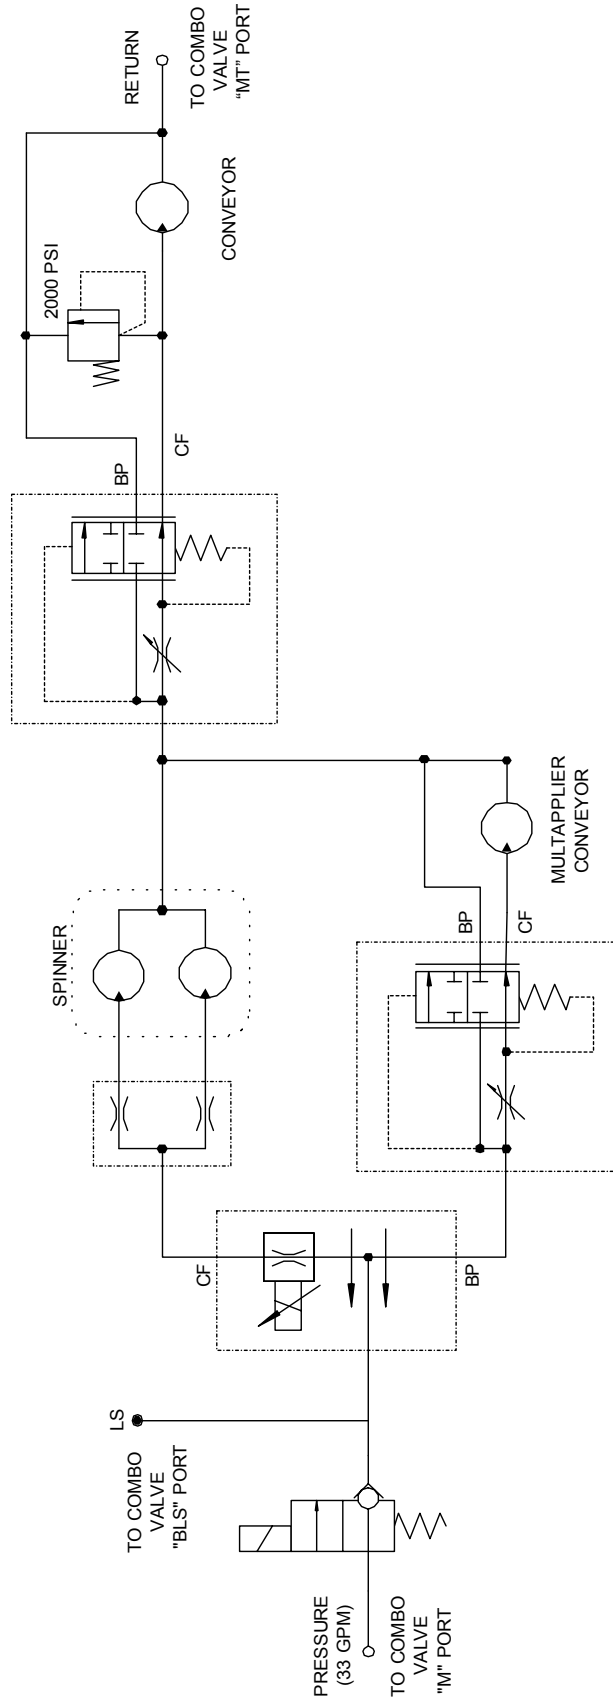 PRESSURE
(33 GPM)
TO COMBO
VALVE
"M" PORT
TO COMBO
VALVE
"BLS" PORT
LS
CF
BP
SPINNER
BP
CF
MULTAPPLIER
CONVEYOR
BP
CF
2000 PSI
CONVEYOR
RETURN
TO COMBO
VALVE
“MT” PORT